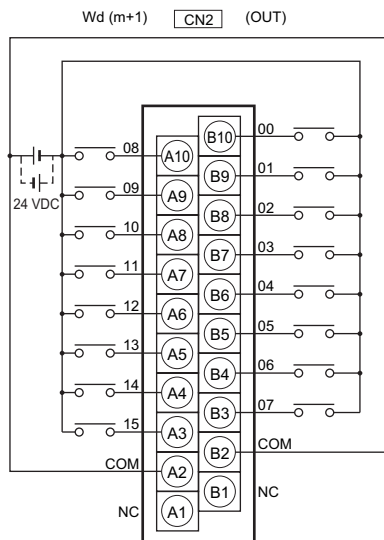 Wd (m+1) CN2 (OUT)
B10 00
08 A10
B9 01
09 A9
24 VDC
B8 02
10 A8
B7 03
11 A7
B6 04
12 A6
B5 05
13 A5
B4 06
14 A4
B3 07
15 A3
B2 COM
COM A2
B1 NC
NC A1